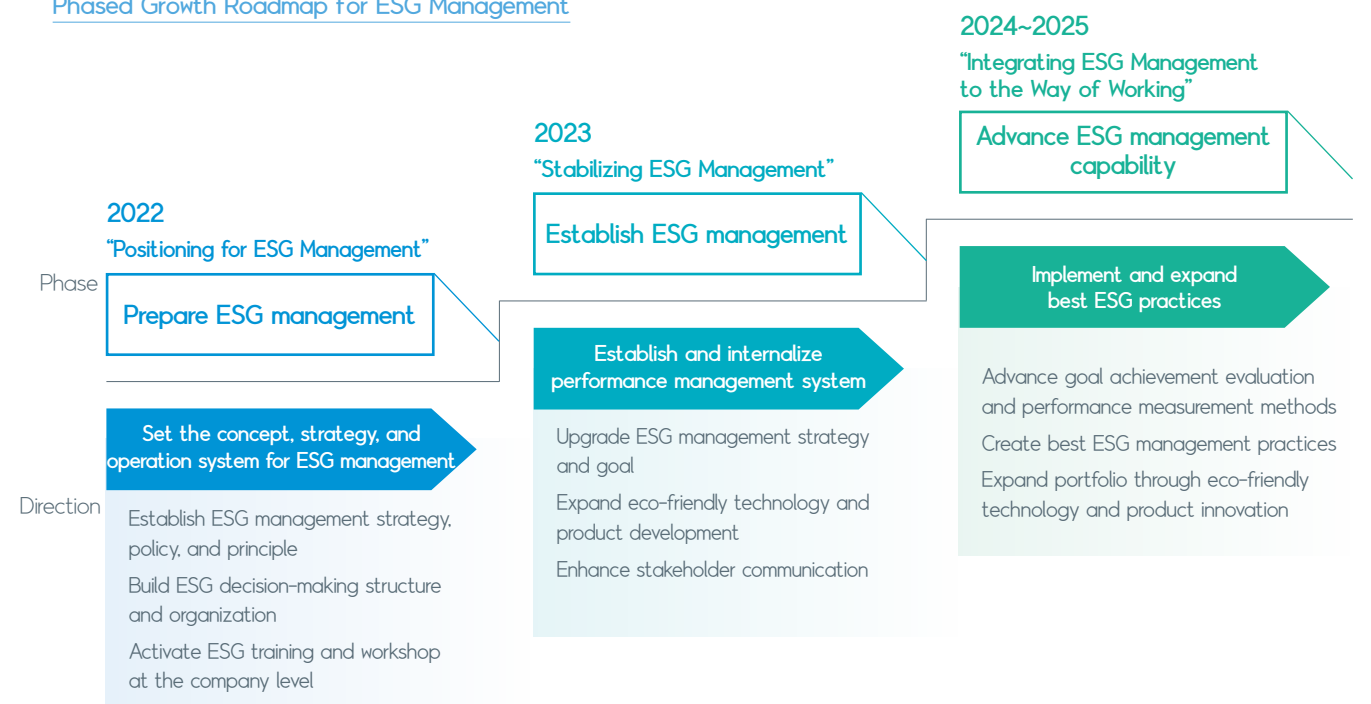 Phased Growth Roadmap for ESG Management
2024~2025
“Integrating ESG Management
to the Way of Working”
Advance ESG management
capability
2023
“Stabilizing ESG Management”
Establish ESG management
2022
“Positioning for ESG Management”
Prepare ESG management
Phase
Implement and expand
best ESG practices
Establish and internalize
performance management system
Set the concept, strategy, and
operation system for ESG management
Direction
Establish ESG management strategy,
policy, and principle
Build ESG decision-making structure
and organization
Activate ESG training and workshop
at the company level
Upgrade ESG management strategy
and goal
Expand eco-friendly technology and
product development
Enhance stakeholder communication
Advance goal achievement evaluation
and performance measurement methods
Create best ESG management practices
Expand portfolio through eco-friendly
technology and product innovation